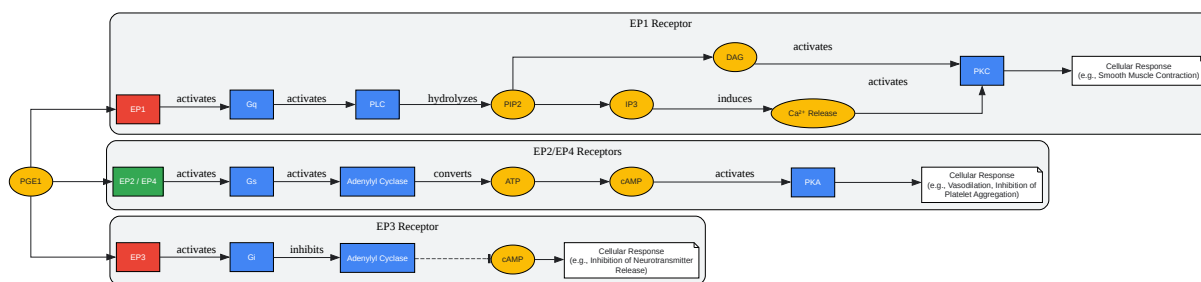 EP1 Receptor
DAG
activates
activates
EP1
activates
Gq
activates
PLC
hydrolyzes
PIP2
IP3
induces
Ca²⁺ Release
PKC
Cellular Response
(e.g., Smooth Muscle Contraction)
PGE1
EP2/EP4 Receptors
EP2 / EP4
activates
Gs
activates
Adenylyl Cyclase
converts
ATP
cAMP
activates
PKA
Cellular Response
(e.g., Vasodilation, Inhibition of
Platelet Aggregation)
EP3 Receptor
EP3
activates
Gi
inhibits
Adenylyl Cyclase
cAMP
Cellular Response
(e.g., Inhibition of Neurotransmitter
Release)